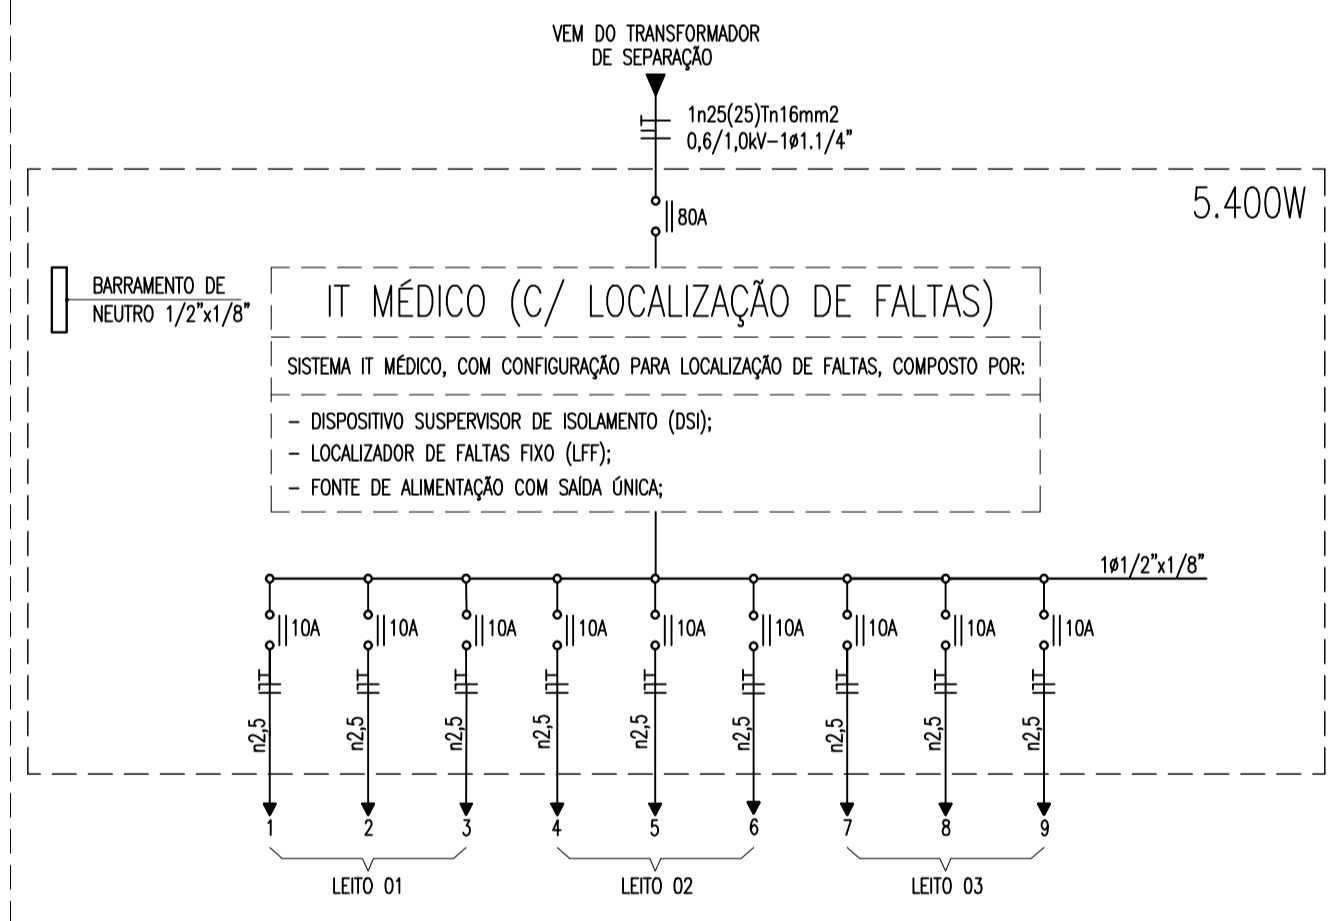 VEM DO TRANSFORMADOR
DE SEPARAÇÃO
1n25(25)Tn16mm2
0,6/1,0kV-1ø1.1/4"
5.400W
80A
BARRAMENTO DE
NEUTRO 1/2"x1/8"
IT MÉDICO (C/ LOCALIZAÇÃO DE FALTAS)
SISTEMA IT MÉDICO, COM CONFIGURAÇÃO PARA LOCALIZAÇÃO DE FALTAS, COMPOSTO POR:
- DISPOSITIVO SUSPERVISOR DE ISOLAMENTO (DSI);
- LOCALIZADOR DE FALTAS FIXO (LFF);
- FONTE DE ALIMENTAÇÃO COM SAÍDA ÚNICA;
1ø1/2"x1/8"
10A 10A 10A 10A 10A 10A 10A 10A 10A
n2,5 n2,5 n2,5 n2,5 n2,5 n2,5 n2,5 n2,5 n2,5
1 2 3 4 5 6 7 8 9
LEITO 01 LEITO 02 LEITO 03